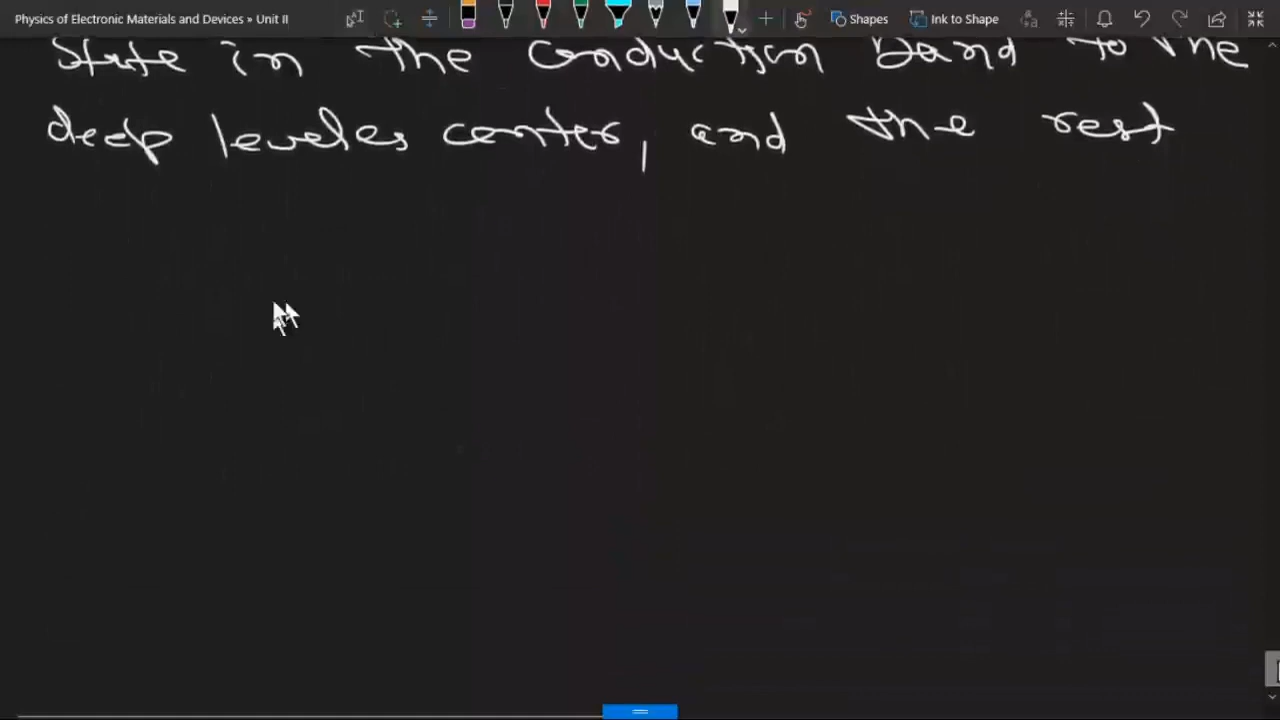 Physics of Electronic Materials and Devices » Unit II
Shapes
Ink to Shape
State in the conduction band to the
deep leveles center, and the rest